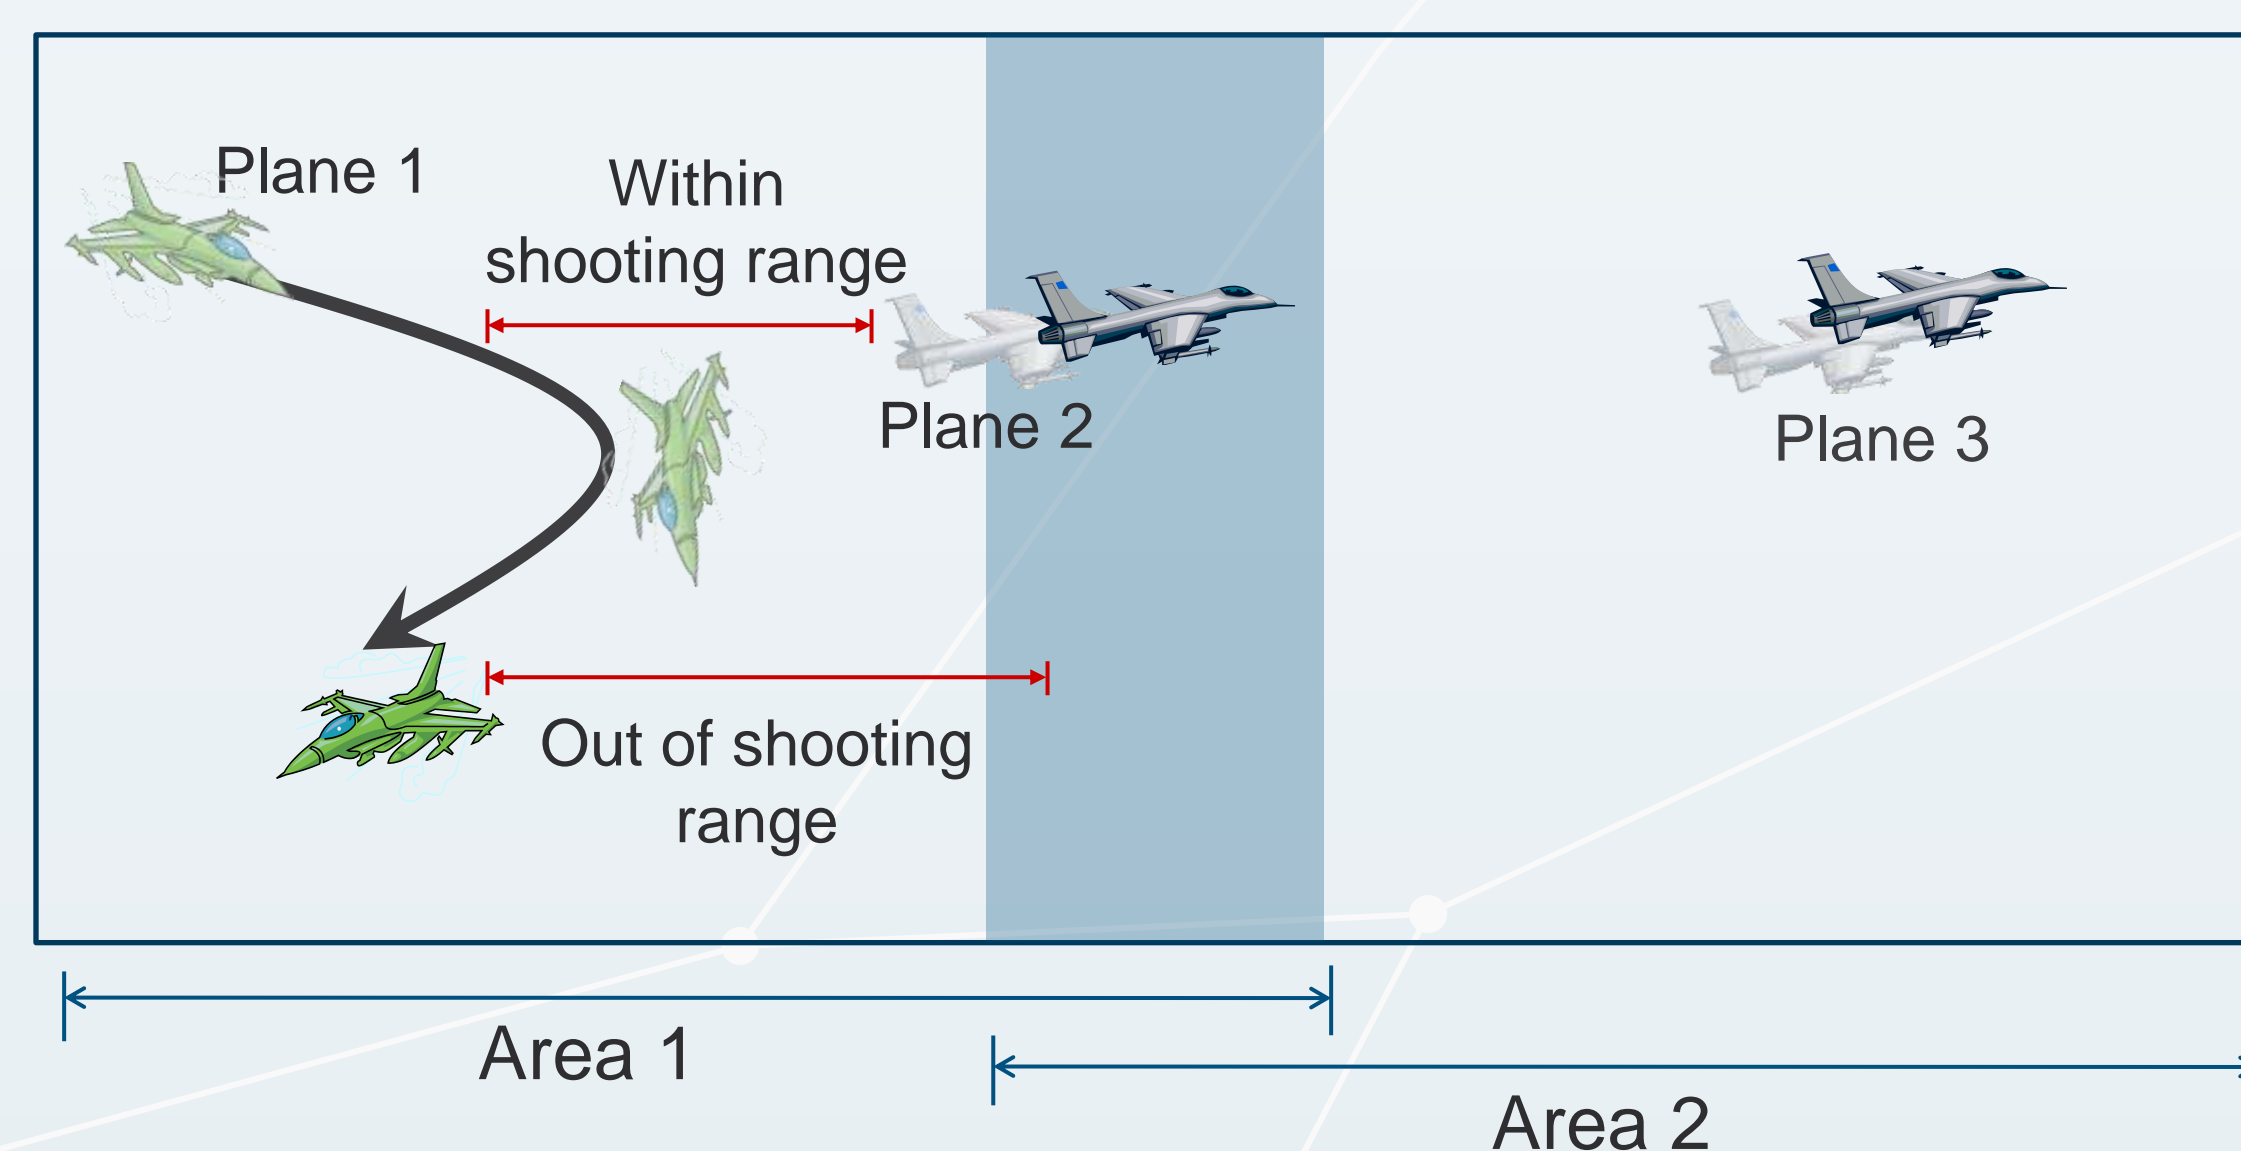 Plane 1
Within
shooting range
Plane 2
Plane 3
Out of shooting
range
Area 1
Area 2